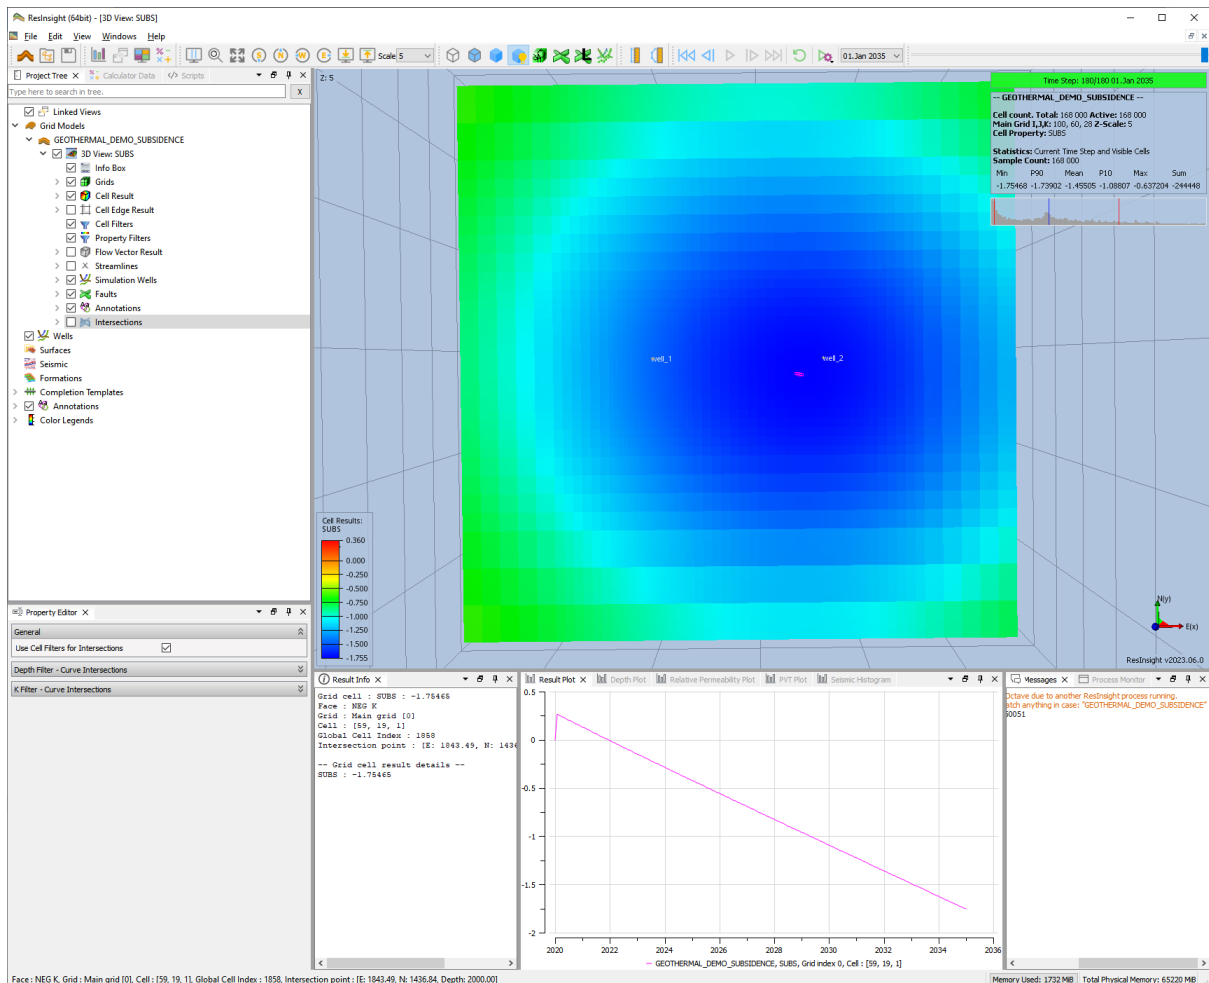 ResInsight (64bit) - [3D View: SUBS]
File Edit View Windows Help
Scale 5
01.Jan 2035
Project Tree
Calculator Data
Scripts
Type here to search in tree.
X
Linked Views
Grid Models
GEOTHERMAL_DEMO_SUBSIDENCE
3D View: SUBS
Info Box
Grids
Cell Result
Cell Edge Result
Cell Filters
Property Filters
Flow Vector Result
Streamlines
Simulation Wells
Faults
Annotations
Intersections
Wells
Surfaces
Seismic
Formations
Completion Templates
Annotations
Color Legends
Z: 5
Time Step: 180/180 01.Jan 2035
-- GEOTHERMAL_DEMO_SUBSIDENCE --
Cell count. Total: 168 000 Active: 168 000
Main Grid I,J,K: 100, 60, 28 Z-Scale: 5
Cell Property: SUBS
Statistics: Current Time Step and Visible Cells
Sample Count: 168 000
Min P90 Mean P10 Max Sum
-1.75468 -1.73902 -1.45505 -1.08807 -0.637204 -244448
well_1
well_2
Cell Results:
SUBS
0.360
0.000
-0.250
-0.500
-0.750
-1.000
-1.250
-1.500
-1.755
N(y)
E(x)
ResInsight v2023.06.0
Property Editor
General
Use Cell Filters for Intersections
Depth Filter - Curve Intersections
K Filter - Curve Intersections
Result Info
Grid cell : SUBS : -1.75465
Face : NEG K
Grid : Main grid [0]
Cell : [59, 19, 1]
Global Cell Index : 1858
Intersection point : [E: 1843.49, N: 1436
-- Grid cell result details --
SUBS : -1.75465
Result Plot
Depth Plot
Relative Permeability Plot
PVT Plot
Seismic Histogram
0.5
0
-0.5
-1
-1.5
-2
2020 2022 2024 2026 2028 2030 2032 2034 2036
GEOTHERMAL_DEMO_SUBSIDENCE, SUBS, Grid index 0, Cell : [59, 19, 1]
Messages
Process Monitor
Octave due to another ResInsight process running.
atch anything in case: "GEOTHERMAL_DEMO_SUBSIDENCE"
50051
Face : NEG K, Grid : Main grid [0], Cell : [59, 19, 1], Global Cell Index : 1858, Intersection point : [E: 1843.49, N: 1436.84, Depth: 2000.00]
Memory Used: 1732 MiB
Total Physical Memory: 65220 MiB